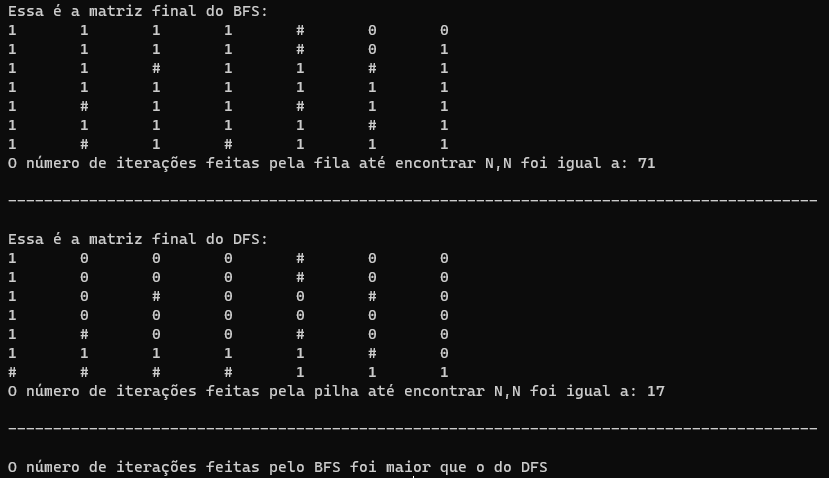 Essa é a matriz final do BFS:
1 1 1 1 # 0 0
1 1 1 1 # 0 1
1 1 # 1 1 # 1
1 1 1 1 1 1 1
1 # 1 1 # 1 1
1 1 1 1 1 # 1
1 # 1 # 1 1 1
O número de iterações feitas pela fila até encontrar N,N foi igual a: 71
------------------------------------------------------------------------------------------
Essa é a matriz final do DFS:
1 0 0 0 # 0 0
1 0 0 0 # 0 0
1 0 # 0 0 # 0
1 0 0 0 0 0 0
1 # 0 0 # 0 0
1 1 1 1 1 # 0
# # # # 1 1 1
O número de iterações feitas pela pilha até encontrar N,N foi igual a: 17
------------------------------------------------------------------------------------------
O número de iterações feitas pelo BFS foi maior que o do DFS